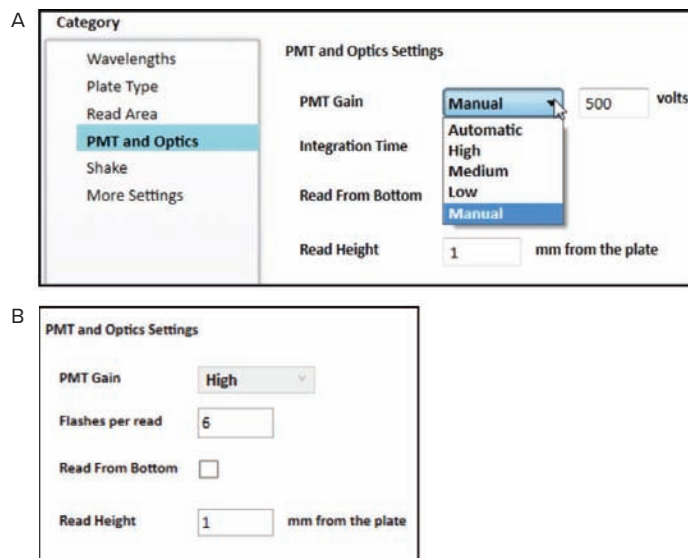 A
Category
Wavelengths
Plate Type
Read Area
PMT and Optics
Shake
More Settings
PMT and Optics Settings
PMT Gain Manual 500 volts
Automatic
Integration Time
High
Medium
Read From Bottom
Low
Manual
Read Height 1 mm from the plate
B
PMT and Optics Settings
PMT Gain High
Flashes per read 6
Read From Bottom
Read Height 1 mm from the plate